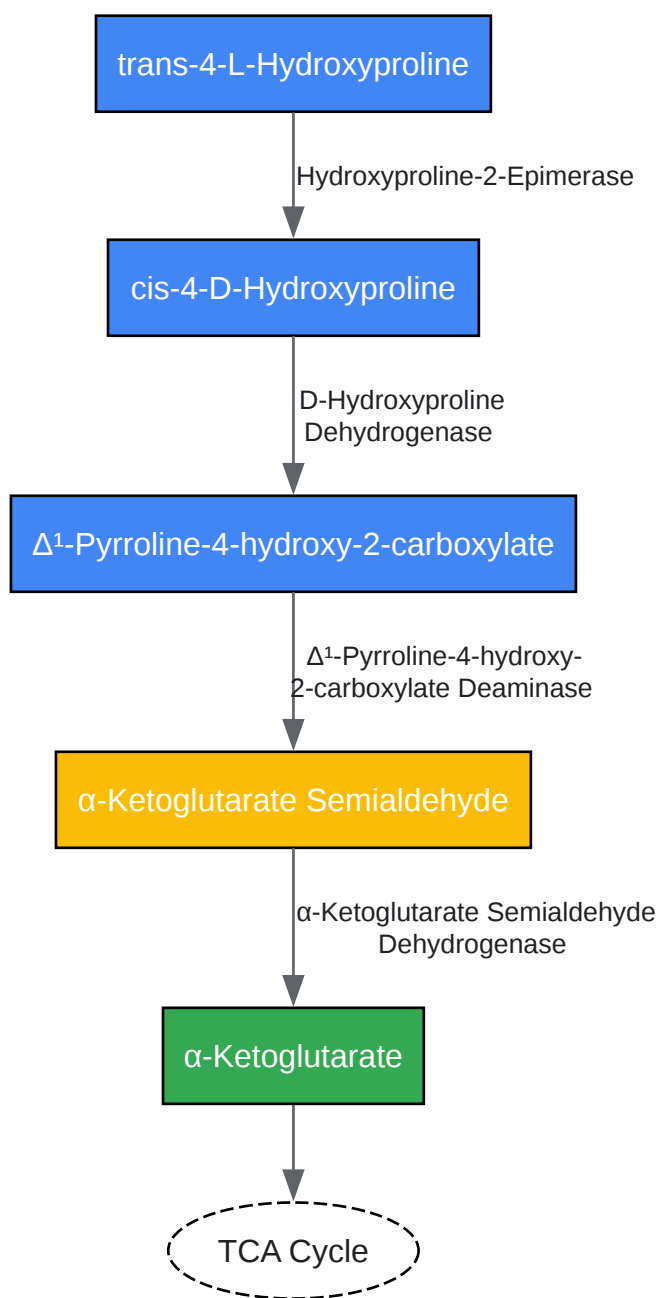 trans-4-L-Hydroxyproline
Hydroxyproline-2-Epimerase
cis-4-D-Hydroxyproline
D-Hydroxyproline
Dehydrogenase
Δ¹-Pyrroline-4-hydroxy-2-carboxylate
Δ¹-Pyrroline-4-hydroxy-
2-carboxylate Deaminase
α-Ketoglutarate Semialdehyde
α-Ketoglutarate Semialdehyde
Dehydrogenase
α-Ketoglutarate
TCA Cycle